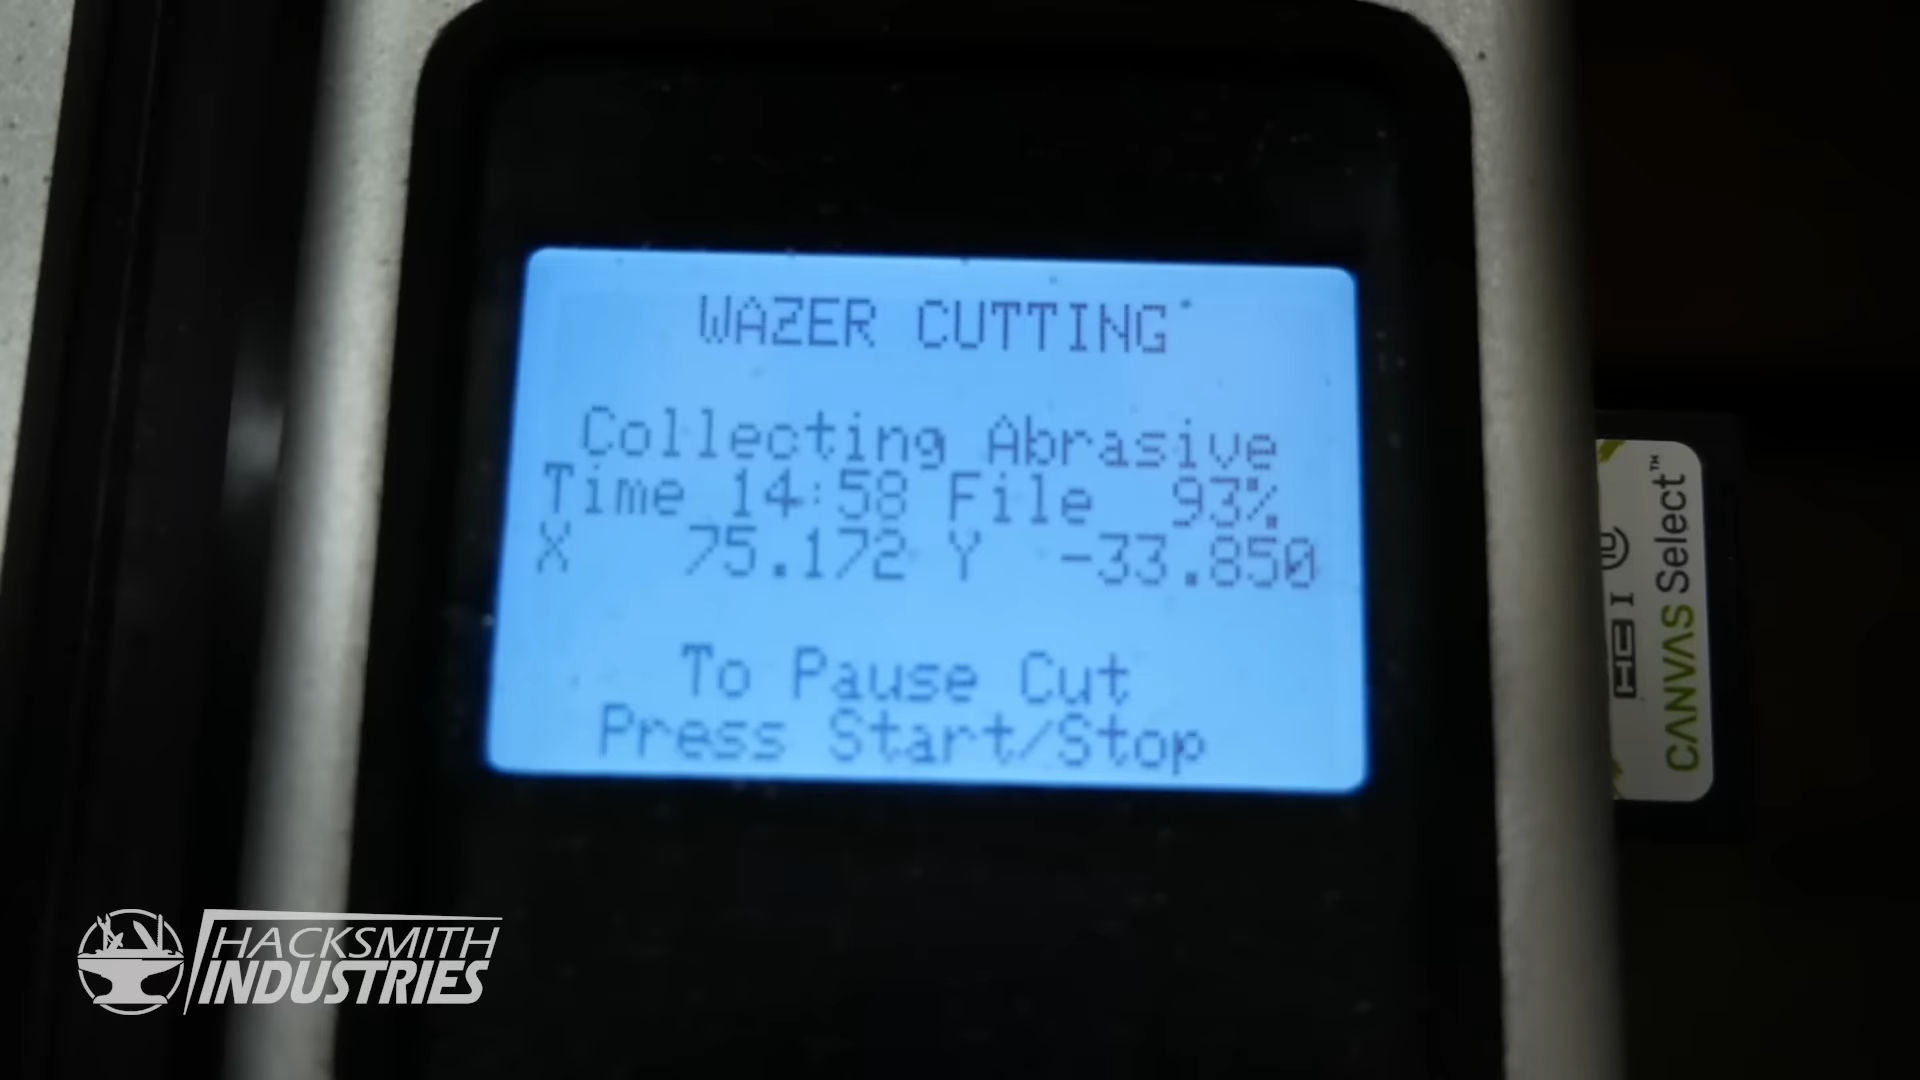 WAZER CUTTING
Collecting Abrasive
Time 14:58 File 93%
X 75.172 Y -33.850
To Pause Cut
Press Start/Stop
CANVAS Select™
HC I U
HACKSMITH
INDUSTRIES